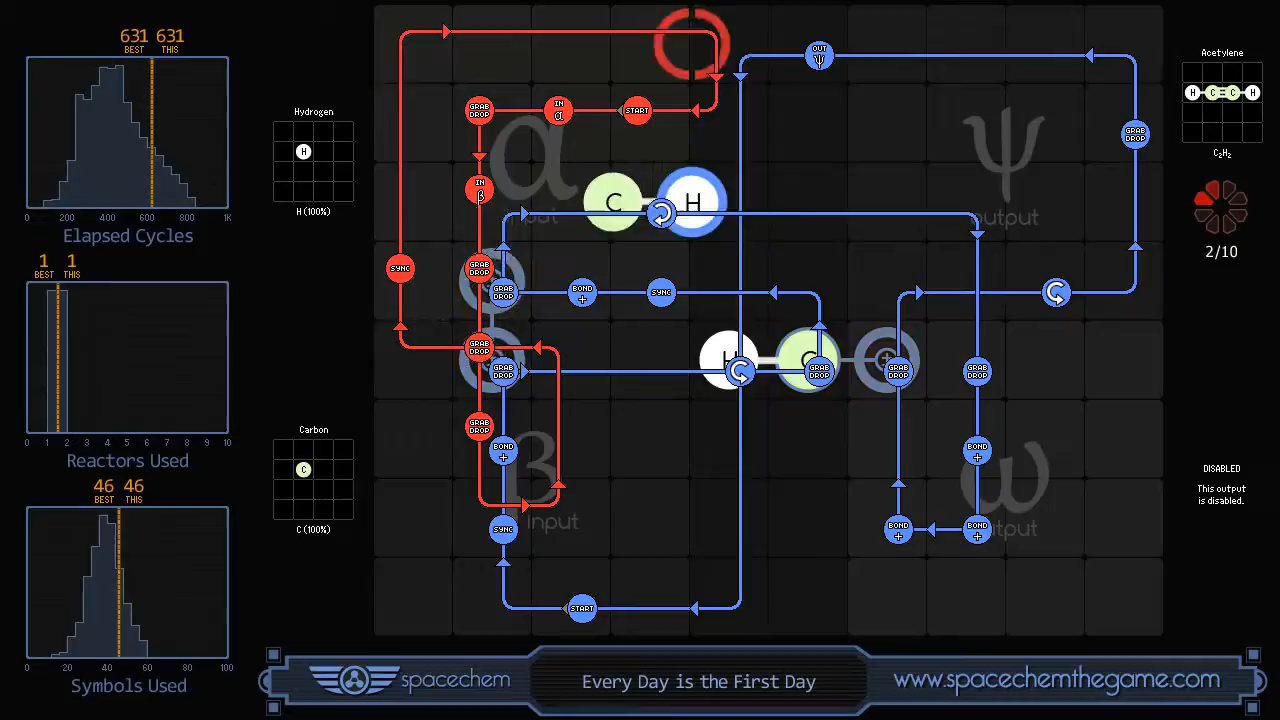 631 631
BEST THIS
0 200 400 600 800 1K
Elapsed Cycles
1 1
BEST THIS
0 1 2 3 4 5 6 7 8 9 10
Reactors Used
46 46
BEST THIS
0 20 40 60 80 100
Symbols Used
Hydrogen
H
H (100%)
Carbon
C
C (100%)
OUT
Ψ
GRAB
DROP
IN
α
START
GRAB
DROP
IN
β
α
Input
Ψ
output
C
H
SYNC
GRAB
DROP
GRAB
DROP
BOND
+
SYNC
GRAB
DROP
GRAB
DROP
H
GRAB
DROP
GRAB
DROP
GRAB
DROP
GRAB
DROP
BOND
+
β
Input
BOND
+
ω
SYNC
BOND
+
BOND
+
START
Acetylene
H C C H
C₂H₂
2/10
DISABLED
This output
is disabled.
spacechem
Every Day is the First Day
www.spacechemthegame.com